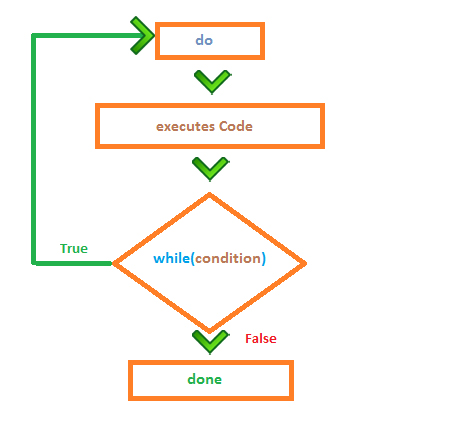 do
executes Code
True
while(condition)
False
done